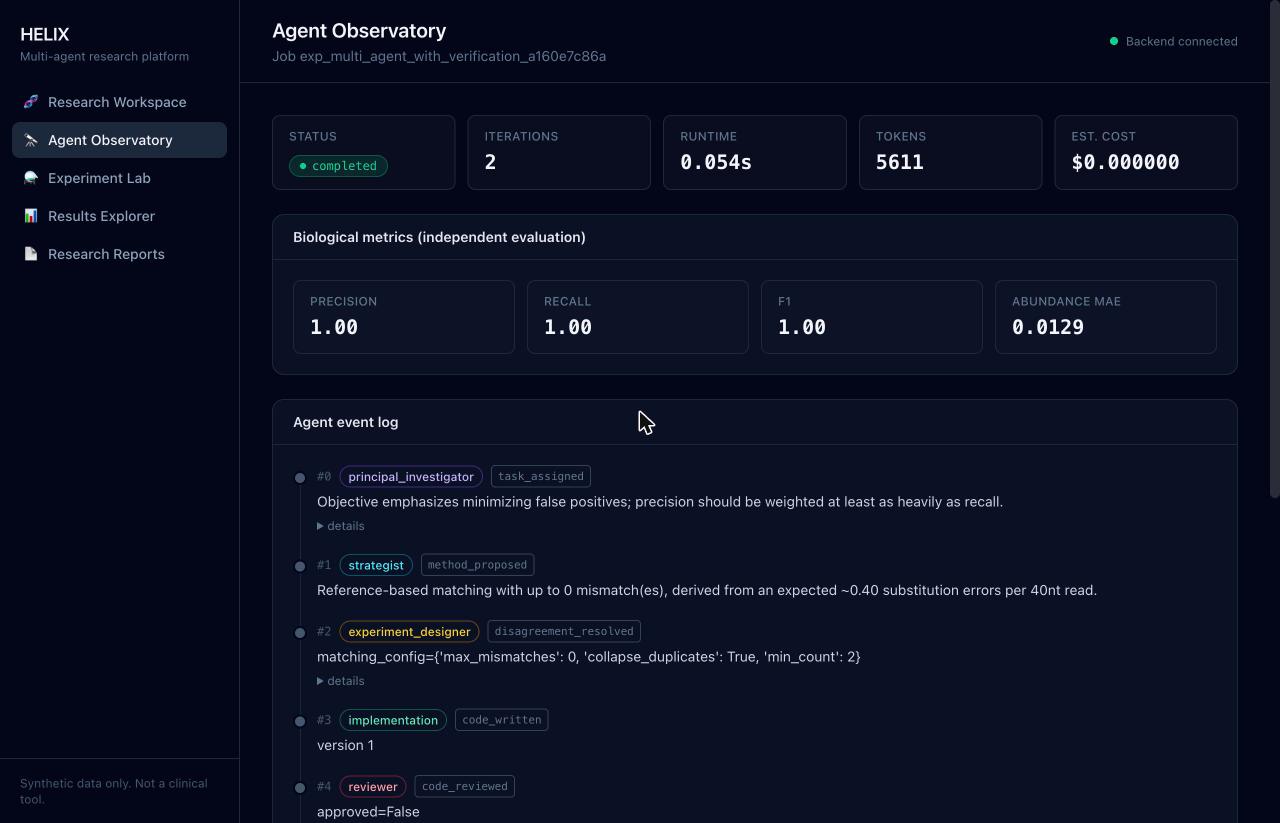 HELIX
Multi-agent research platform
Research Workspace
Agent Observatory
Experiment Lab
Results Explorer
Research Reports
Synthetic data only. Not a clinical
tool.
Agent Observatory
Job exp_multi_agent_with_verification_a160e7c86a
Backend connected
STATUS
completed
ITERATIONS
2
RUNTIME
0.054s
TOKENS
5611
EST. COST
$0.000000
Biological metrics (independent evaluation)
PRECISION
1.00
RECALL
1.00
F1
1.00
ABUNDANCE MAE
0.0129
Agent event log
#0 principal_investigator task_assigned
Objective emphasizes minimizing false positives; precision should be weighted at least as heavily as recall.
details
#1 strategist method_proposed
Reference-based matching with up to 0 mismatch(es), derived from an expected ~0.40 substitution errors per 40nt read.
#2 experiment_designer disagreement_resolved
matching_config={'max_mismatches': 0, 'collapse_duplicates': True, 'min_count': 2}
details
#3 implementation code_written
version 1
#4 reviewer code_reviewed
approved=False